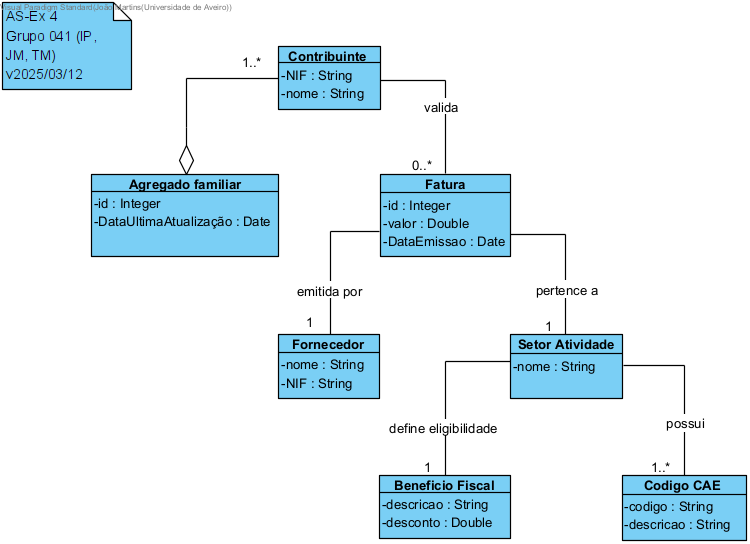 Visual Paradigm Standard(João Martins(Universidade de Aveiro))
AS-Ex 4
Grupo 041 (IP,
JM, TM)
v2025/03/12
Contribuinte
-NIF : String
-nome : String
1..*
valida
0..*
Agregado familiar
-id : Integer
-DataUltimaAtualização : Date
Fatura
-id : Integer
-valor : Double
-DataEmissao : Date
emitida por
1
pertence a
1
Fornecedor
-nome : String
-NIF : String
Setor Atividade
-nome : String
define eligibilidade
1
possui
1..*
Beneficio Fiscal
-descricao : String
-desconto : Double
Codigo CAE
-codigo : String
-descricao : String